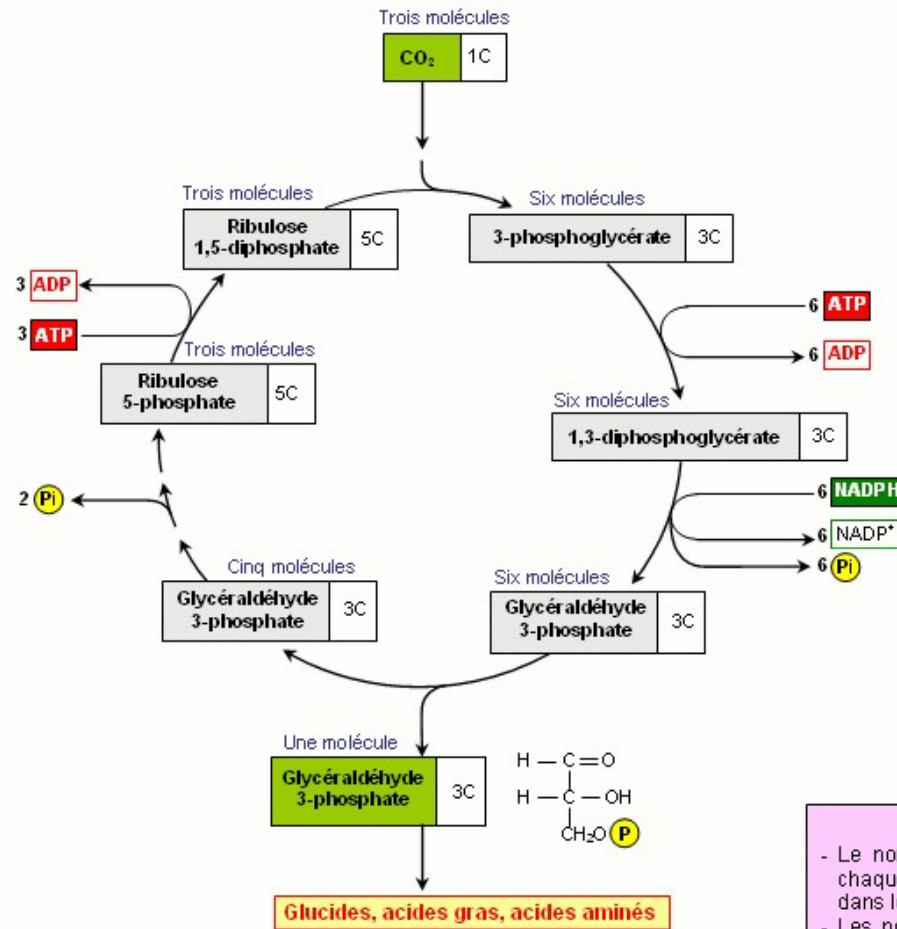 Trois molécules
CO₂ 1C
Trois molécules
Ribulose
1,5-diphosphate
5C
Six molécules
3-phosphoglycérate 3C
3 ADP
3 ATP
6 ATP
6 ADP
Trois molécules
Ribulose
5-phosphate
5C
Six molécules
1,3-diphosphoglycérate 3C
2 Pi
6 NADPH
6 NADP⁺
6 Pi
Cinq molécules
Glycéraldéhyde
3-phosphate
3C
Six molécules
Glycéraldéhyde
3-phosphate
3C
Une molécule
Glycéraldéhyde
3-phosphate
3C
H — C = O
H — C — OH
CH₂O P
Glucides, acides gras, acides aminés
- Le no
chaqu
dans l
- Les n